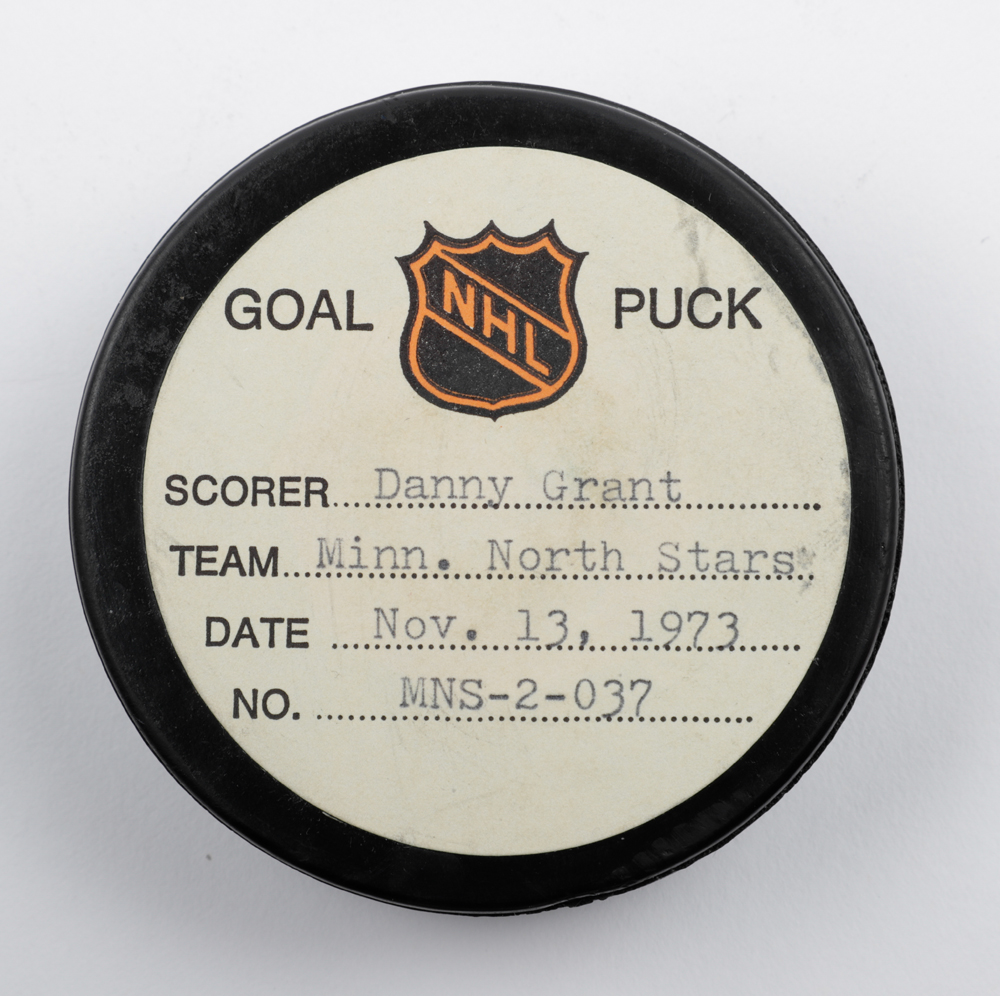 GOAL NHL PUCK
SCORER... Danny Grant
TEAM... Minn. North Stars
DATE ... Nov. 13, 1973
NO. ... MNS-2-037